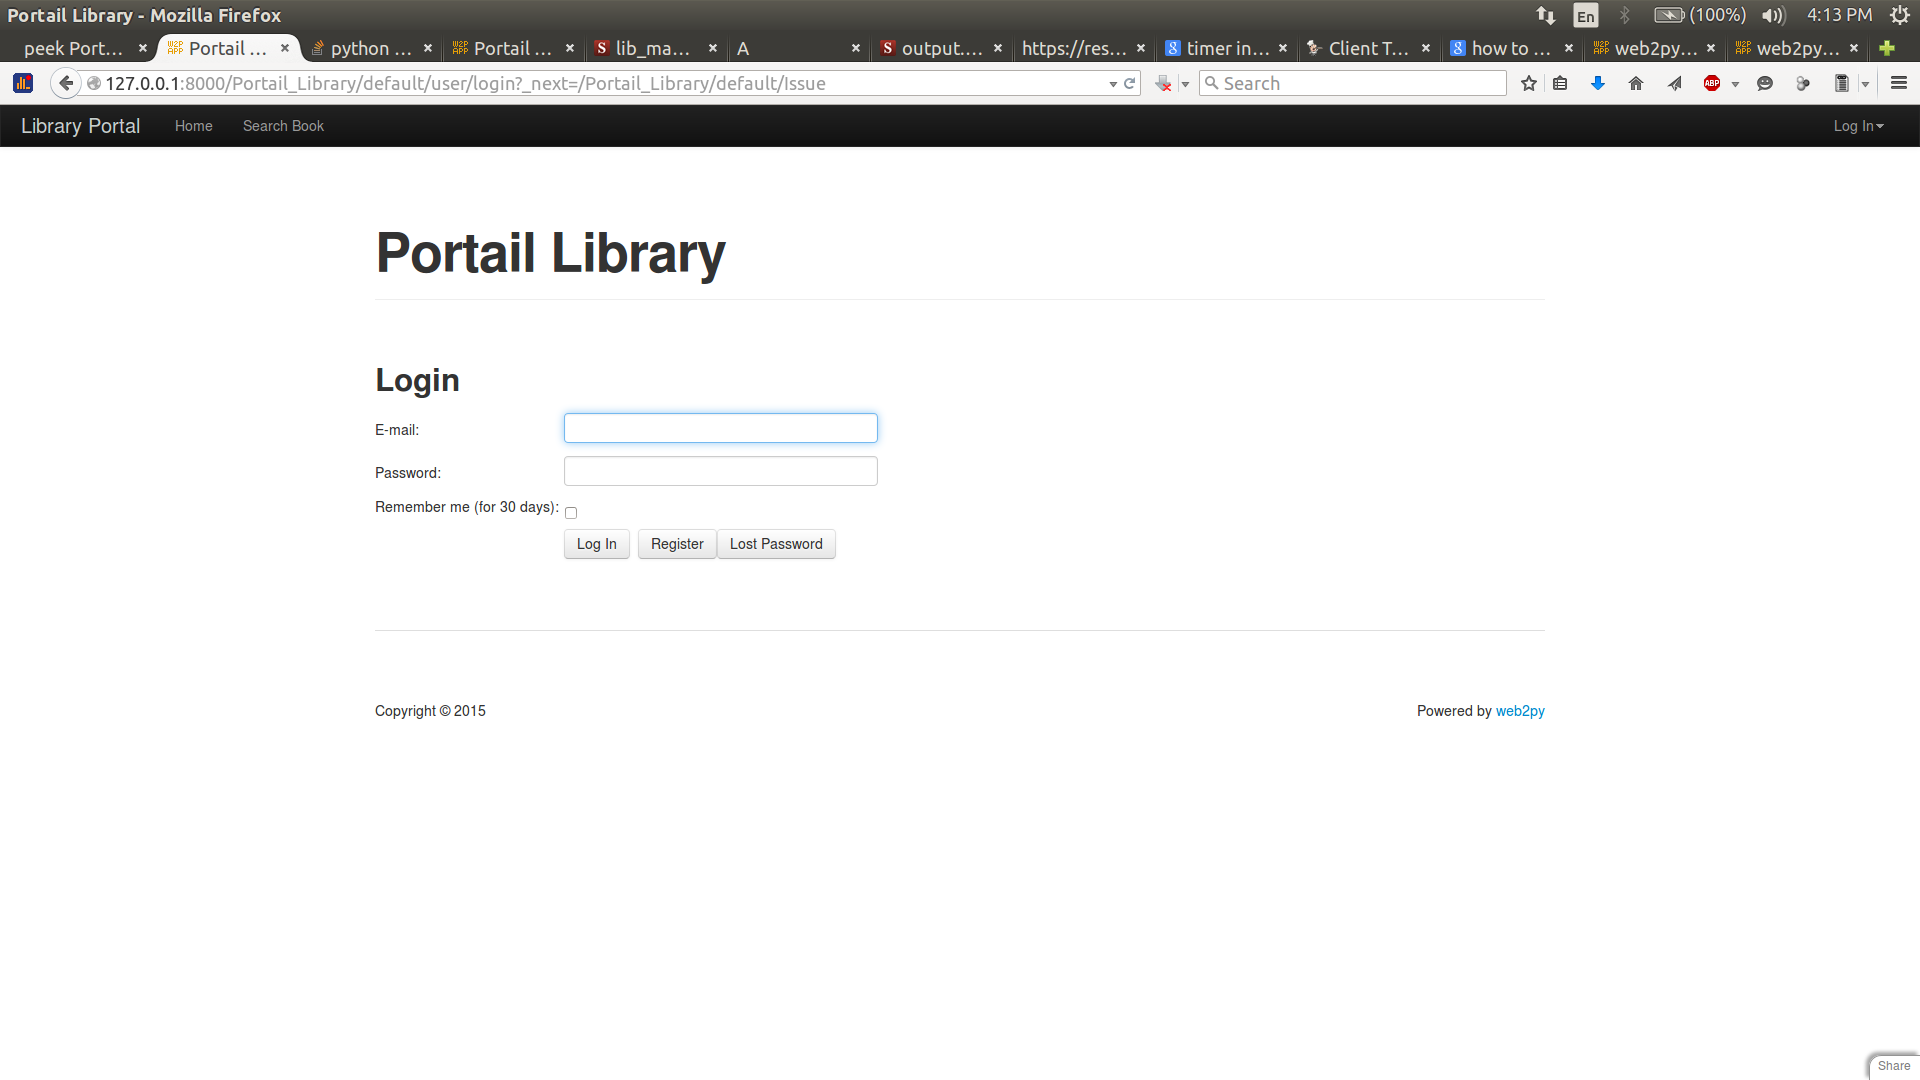 Portail Library - Mozilla Firefox
En
(100%)
4:13 PM
peek Port...
Portail ...
python ...
Portail ...
lib_ma...
A
output....
https://res...
timer in...
Client T...
how to ...
web2py...
web2py...
127.0.0.1:8000/Portail_Library/default/user/login?_next=/Portail_Library/default/Issue
Search
ABP
Library Portal
Home
Search Book
Log In
Portail Library
Login
E-mail:
Password:
Remember me (for 30 days):
Log In
Register
Lost Password
Copyright © 2015
Powered by web2py
Share